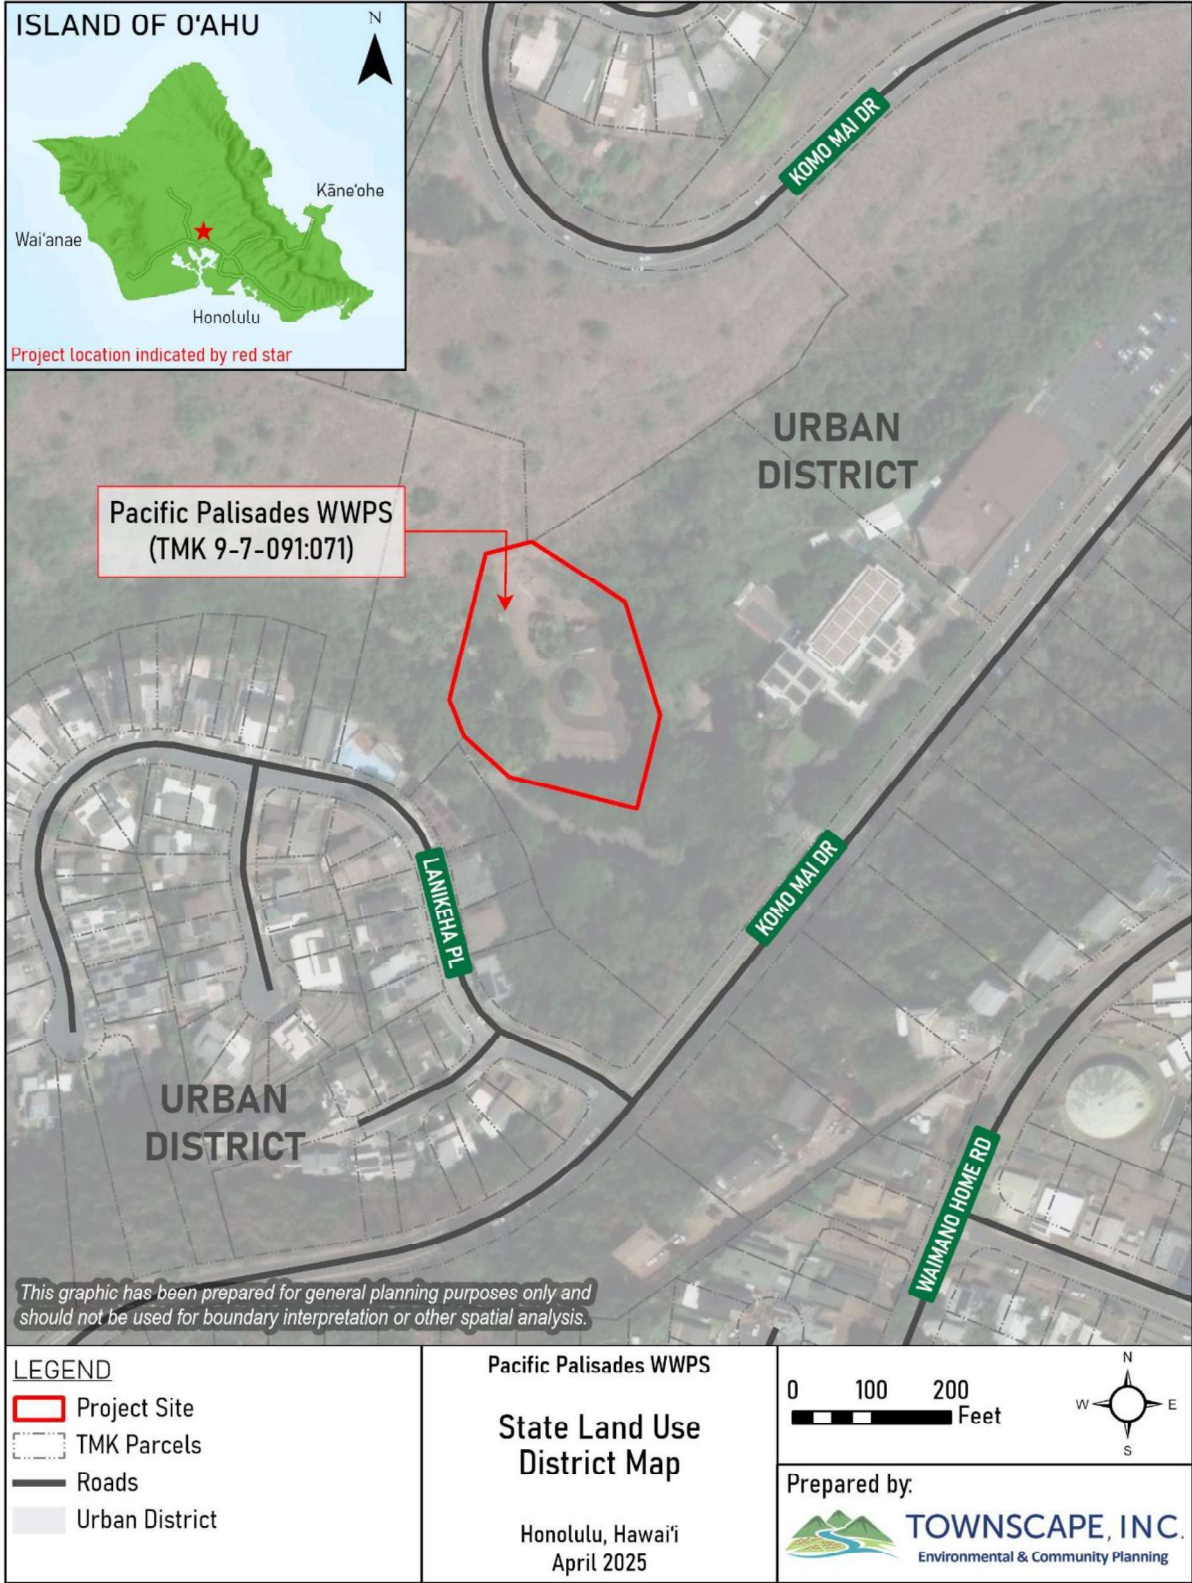 ISLAND OF O'AHU
N
Kāne'ohe
Wai'anae
Honolulu
Project location indicated by red star
KOMO MAI DR
URBAN
DISTRICT
Pacific Palisades WWPS
(TMK 9-7-091:071)
KOMO MAI DR
LANIKEHA PL
URBAN
DISTRICT
WAIMANO HOME RD
This graphic has been prepared for general planning purposes only and
should not be used for boundary interpretation or other spatial analysis.
LEGEND
Project Site
TMK Parcels
Roads
Urban District
Pacific Palisades WWPS
State Land Use
District Map
Honolulu, Hawai'i
April 2025
0 100 200
Feet
N
W E
S
Prepared by:
TOWNSCAPE, INC.
Environmental & Community Planning